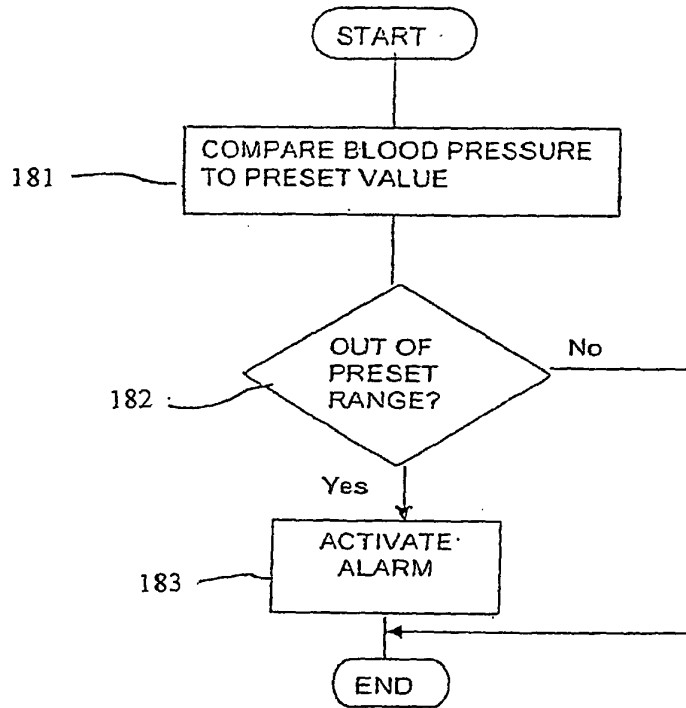 START
COMPARE BLOOD PRESSURE
TO PRESET VALUE
181
OUT OF
PRESET
RANGE?
No
182
Yes
ACTIVATE
ALARM
183
END